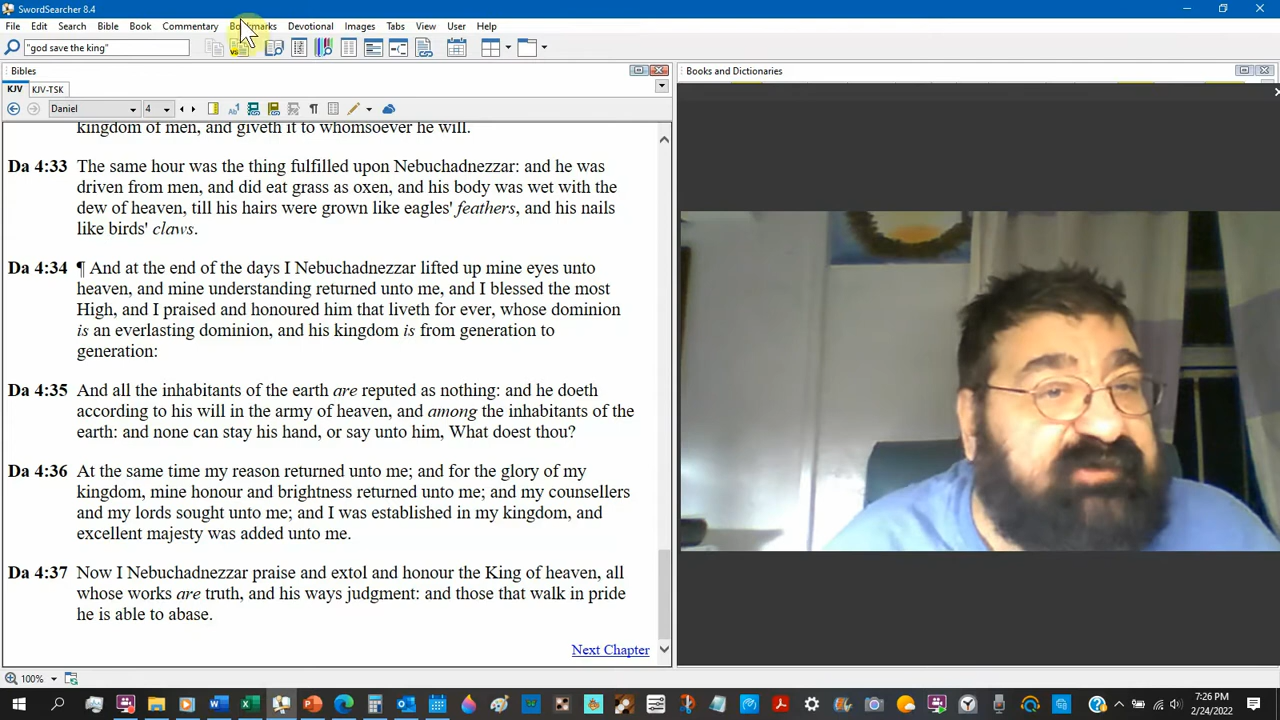 SwordSearcher 8.4
File Edit Search Bible Book Commentary Bookmarks Devotional Images Tabs View User Help
"god save the king"
Bibles
Books and Dictionaries
KJV KJV-TSK
Daniel 4
kingdom of men, and giveth it to whomsoever he will.
Da 4:33 The same hour was the thing fulfilled upon Nebuchadnezzar: and he was
driven from men, and did eat grass as oxen, and his body was wet with the
dew of heaven, till his hairs were grown like eagles' feathers, and his nails
like birds' claws.
Da 4:34 ¶ And at the end of the days I Nebuchadnezzar lifted up mine eyes unto
heaven, and mine understanding returned unto me, and I blessed the most
High, and I praised and honoured him that liveth for ever, whose dominion
is an everlasting dominion, and his kingdom is from generation to
generation:
Da 4:35 And all the inhabitants of the earth are reputed as nothing: and he doeth
according to his will in the army of heaven, and among the inhabitants of the
earth: and none can stay his hand, or say unto him, What doest thou?
Da 4:36 At the same time my reason returned unto me; and for the glory of my
kingdom, mine honour and brightness returned unto me; and my counsellers
and my lords sought unto me; and I was established in my kingdom, and
excellent majesty was added unto me.
Da 4:37 Now I Nebuchadnezzar praise and extol and honour the King of heaven, all
whose works are truth, and his ways judgment: and those that walk in pride
he is able to abase.
Next Chapter
100%
7:26 PM
2/24/2022